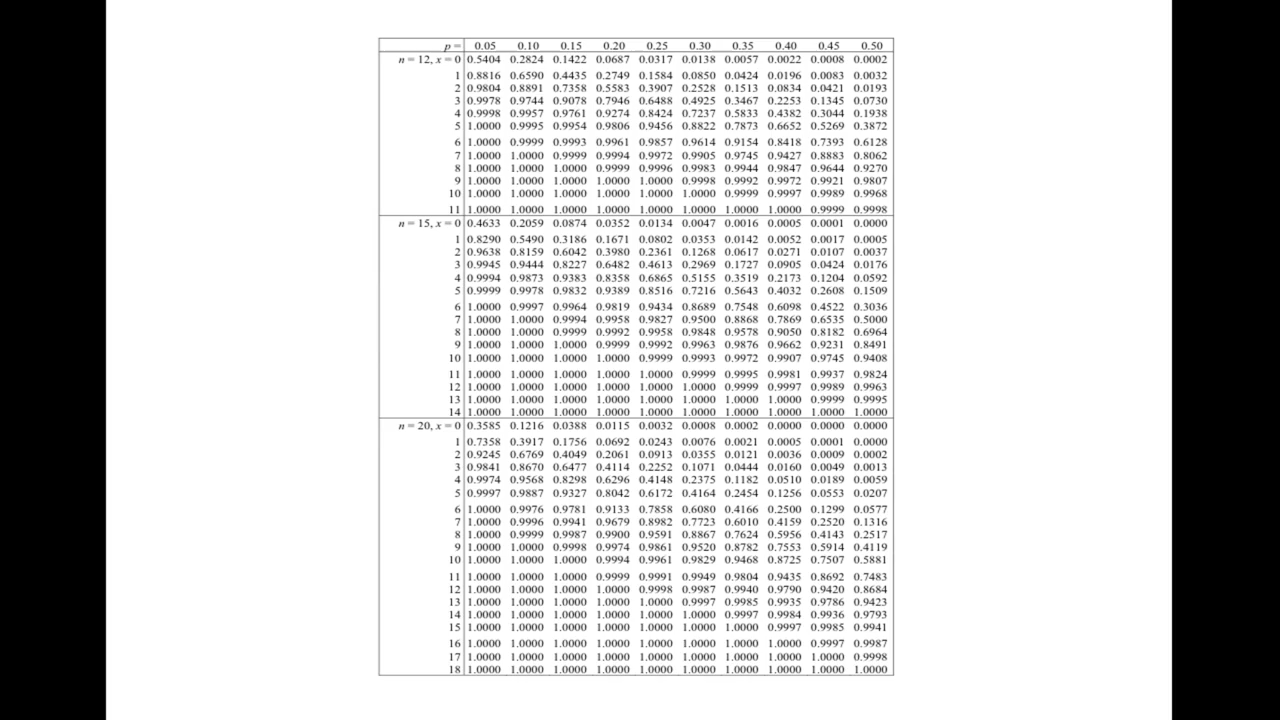 p = 0.05 0.10 0.15 0.20 0.25 0.30 0.35 0.40 0.45 0.50
n = 12, x = 0 0.5404 0.2824 0.1422 0.0687 0.0317 0.0138 0.0057 0.0022 0.0008 0.0002
1 0.8816 0.6590 0.4435 0.2749 0.1584 0.0850 0.0424 0.0196 0.0083 0.0032
2 0.9804 0.8891 0.7358 0.5583 0.3907 0.2528 0.1513 0.0834 0.0421 0.0193
3 0.9978 0.9744 0.9078 0.7946 0.6488 0.4925 0.3467 0.2253 0.1345 0.0730
4 0.9998 0.9957 0.9761 0.9274 0.8424 0.7237 0.5833 0.4382 0.3044 0.1938
5 1.0000 0.9995 0.9954 0.9806 0.9456 0.8822 0.7873 0.6652 0.5269 0.3872
6 1.0000 0.9999 0.9993 0.9961 0.9857 0.9614 0.9154 0.8418 0.7393 0.6128
7 1.0000 1.0000 0.9999 0.9994 0.9972 0.9905 0.9745 0.9427 0.8883 0.8062
8 1.0000 1.0000 1.0000 0.9999 0.9996 0.9983 0.9944 0.9847 0.9644 0.9270
9 1.0000 1.0000 1.0000 1.0000 1.0000 0.9998 0.9992 0.9972 0.9921 0.9807
10 1.0000 1.0000 1.0000 1.0000 1.0000 1.0000 0.9999 0.9997 0.9989 0.9968
11 1.0000 1.0000 1.0000 1.0000 1.0000 1.0000 1.0000 1.0000 0.9999 0.9998
n = 15, x = 0 0.4633 0.2059 0.0874 0.0352 0.0134 0.0047 0.0016 0.0005 0.0001 0.0000
1 0.8290 0.5490 0.3186 0.1671 0.0802 0.0353 0.0142 0.0052 0.0017 0.0005
2 0.9638 0.8159 0.6042 0.3980 0.2361 0.1268 0.0617 0.0271 0.0107 0.0037
3 0.9945 0.9444 0.8227 0.6482 0.4613 0.2969 0.1727 0.0905 0.0424 0.0176
4 0.9994 0.9873 0.9383 0.8358 0.6865 0.5155 0.3519 0.2173 0.1204 0.0592
5 0.9999 0.9978 0.9832 0.9389 0.8516 0.7216 0.5643 0.4032 0.2608 0.1509
6 1.0000 0.9997 0.9964 0.9819 0.9434 0.8689 0.7548 0.6098 0.4522 0.3036
7 1.0000 1.0000 0.9994 0.9958 0.9827 0.9500 0.8868 0.7869 0.6535 0.5000
8 1.0000 1.0000 0.9999 0.9992 0.9958 0.9848 0.9578 0.9050 0.8182 0.6964
9 1.0000 1.0000 1.0000 0.9999 0.9992 0.9963 0.9876 0.9662 0.9231 0.8491
10 1.0000 1.0000 1.0000 1.0000 0.9999 0.9993 0.9972 0.9907 0.9745 0.9408
11 1.0000 1.0000 1.0000 1.0000 1.0000 0.9999 0.9995 0.9981 0.9937 0.9824
12 1.0000 1.0000 1.0000 1.0000 1.0000 1.0000 0.9999 0.9997 0.9989 0.9963
13 1.0000 1.0000 1.0000 1.0000 1.0000 1.0000 1.0000 1.0000 0.9999 0.9995
14 1.0000 1.0000 1.0000 1.0000 1.0000 1.0000 1.0000 1.0000 1.0000 1.0000
n = 20, x = 0 0.3585 0.1216 0.0388 0.0115 0.0032 0.0008 0.0002 0.0000 0.0000 0.0000
1 0.7358 0.3917 0.1756 0.0692 0.0243 0.0076 0.0021 0.0005 0.0001 0.0000
2 0.9245 0.6769 0.4049 0.2061 0.0913 0.0355 0.0121 0.0036 0.0009 0.0002
3 0.9841 0.8670 0.6477 0.4114 0.2252 0.1071 0.0444 0.0160 0.0049 0.0013
4 0.9974 0.9568 0.8298 0.6296 0.4148 0.2375 0.1182 0.0510 0.0189 0.0059
5 0.9997 0.9887 0.9327 0.8042 0.6172 0.4164 0.2454 0.1256 0.0553 0.0207
6 1.0000 0.9976 0.9781 0.9133 0.7858 0.6080 0.4166 0.2500 0.1299 0.0577
7 1.0000 0.9996 0.9941 0.9679 0.8982 0.7723 0.6010 0.4159 0.2520 0.1316
8 1.0000 0.9999 0.9987 0.9900 0.9591 0.8867 0.7624 0.5956 0.4143 0.2517
9 1.0000 1.0000 0.9998 0.9974 0.9861 0.9520 0.8782 0.7553 0.5914 0.4119
10 1.0000 1.0000 1.0000 0.9994 0.9961 0.9829 0.9468 0.8725 0.7507 0.5881
11 1.0000 1.0000 1.0000 0.9999 0.9991 0.9949 0.9804 0.9435 0.8692 0.7483
12 1.0000 1.0000 1.0000 1.0000 0.9998 0.9987 0.9940 0.9790 0.9420 0.8684
13 1.0000 1.0000 1.0000 1.0000 1.0000 0.9997 0.9985 0.9935 0.9786 0.9423
14 1.0000 1.0000 1.0000 1.0000 1.0000 1.0000 0.9997 0.9984 0.9936 0.9793
15 1.0000 1.0000 1.0000 1.0000 1.0000 1.0000 1.0000 0.9997 0.9985 0.9941
16 1.0000 1.0000 1.0000 1.0000 1.0000 1.0000 1.0000 1.0000 0.9997 0.9987
17 1.0000 1.0000 1.0000 1.0000 1.0000 1.0000 1.0000 1.0000 1.0000 0.9998
18 1.0000 1.0000 1.0000 1.0000 1.0000 1.0000 1.0000 1.0000 1.0000 1.0000